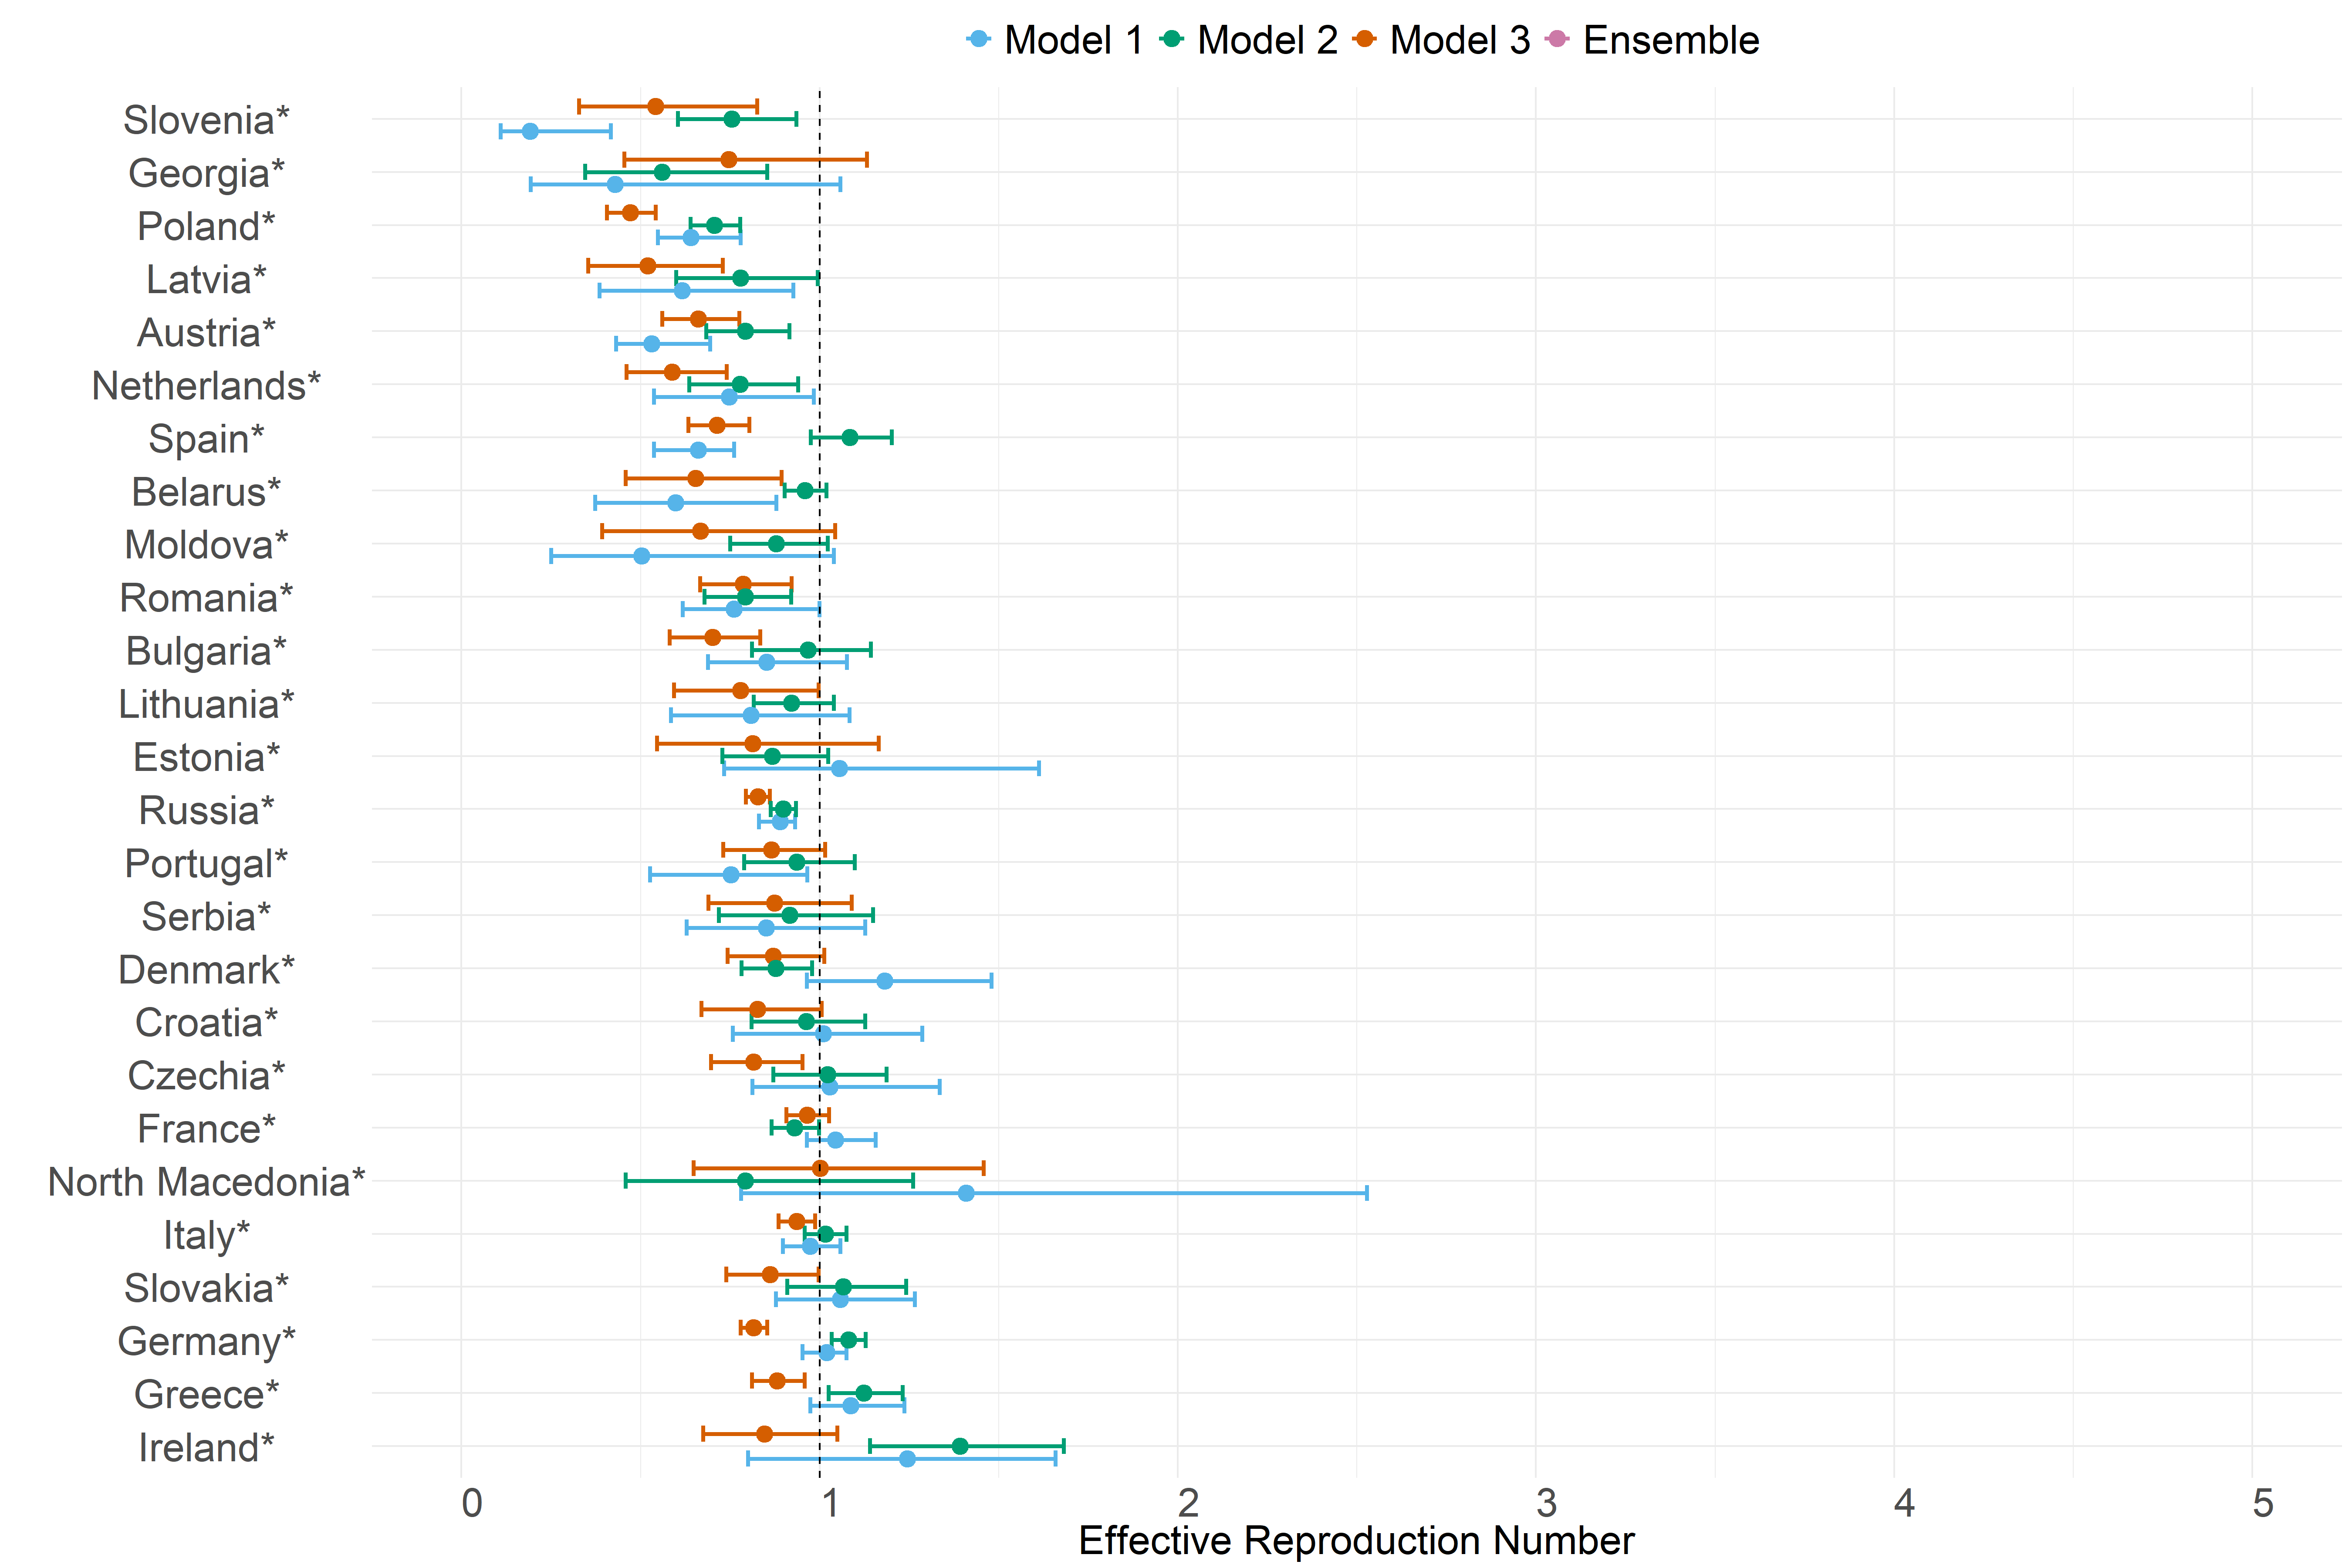 Model 1 Model 2 Model 3 Ensemble
Slovenia*
Georgia*
Poland*
Latvia*
Austria*
Netherlands*
Spain*
Belarus*
Moldova*
Romania*
Bulgaria*
Lithuania*
Estonia*
Russia*
Portugal*
Serbia*
Denmark*
Croatia*
Czechia*
France*
North Macedonia*
Italy*
Slovakia*
Germany*
Greece*
Ireland*
0 1 2 3 4 5
Effective Reproduction Number